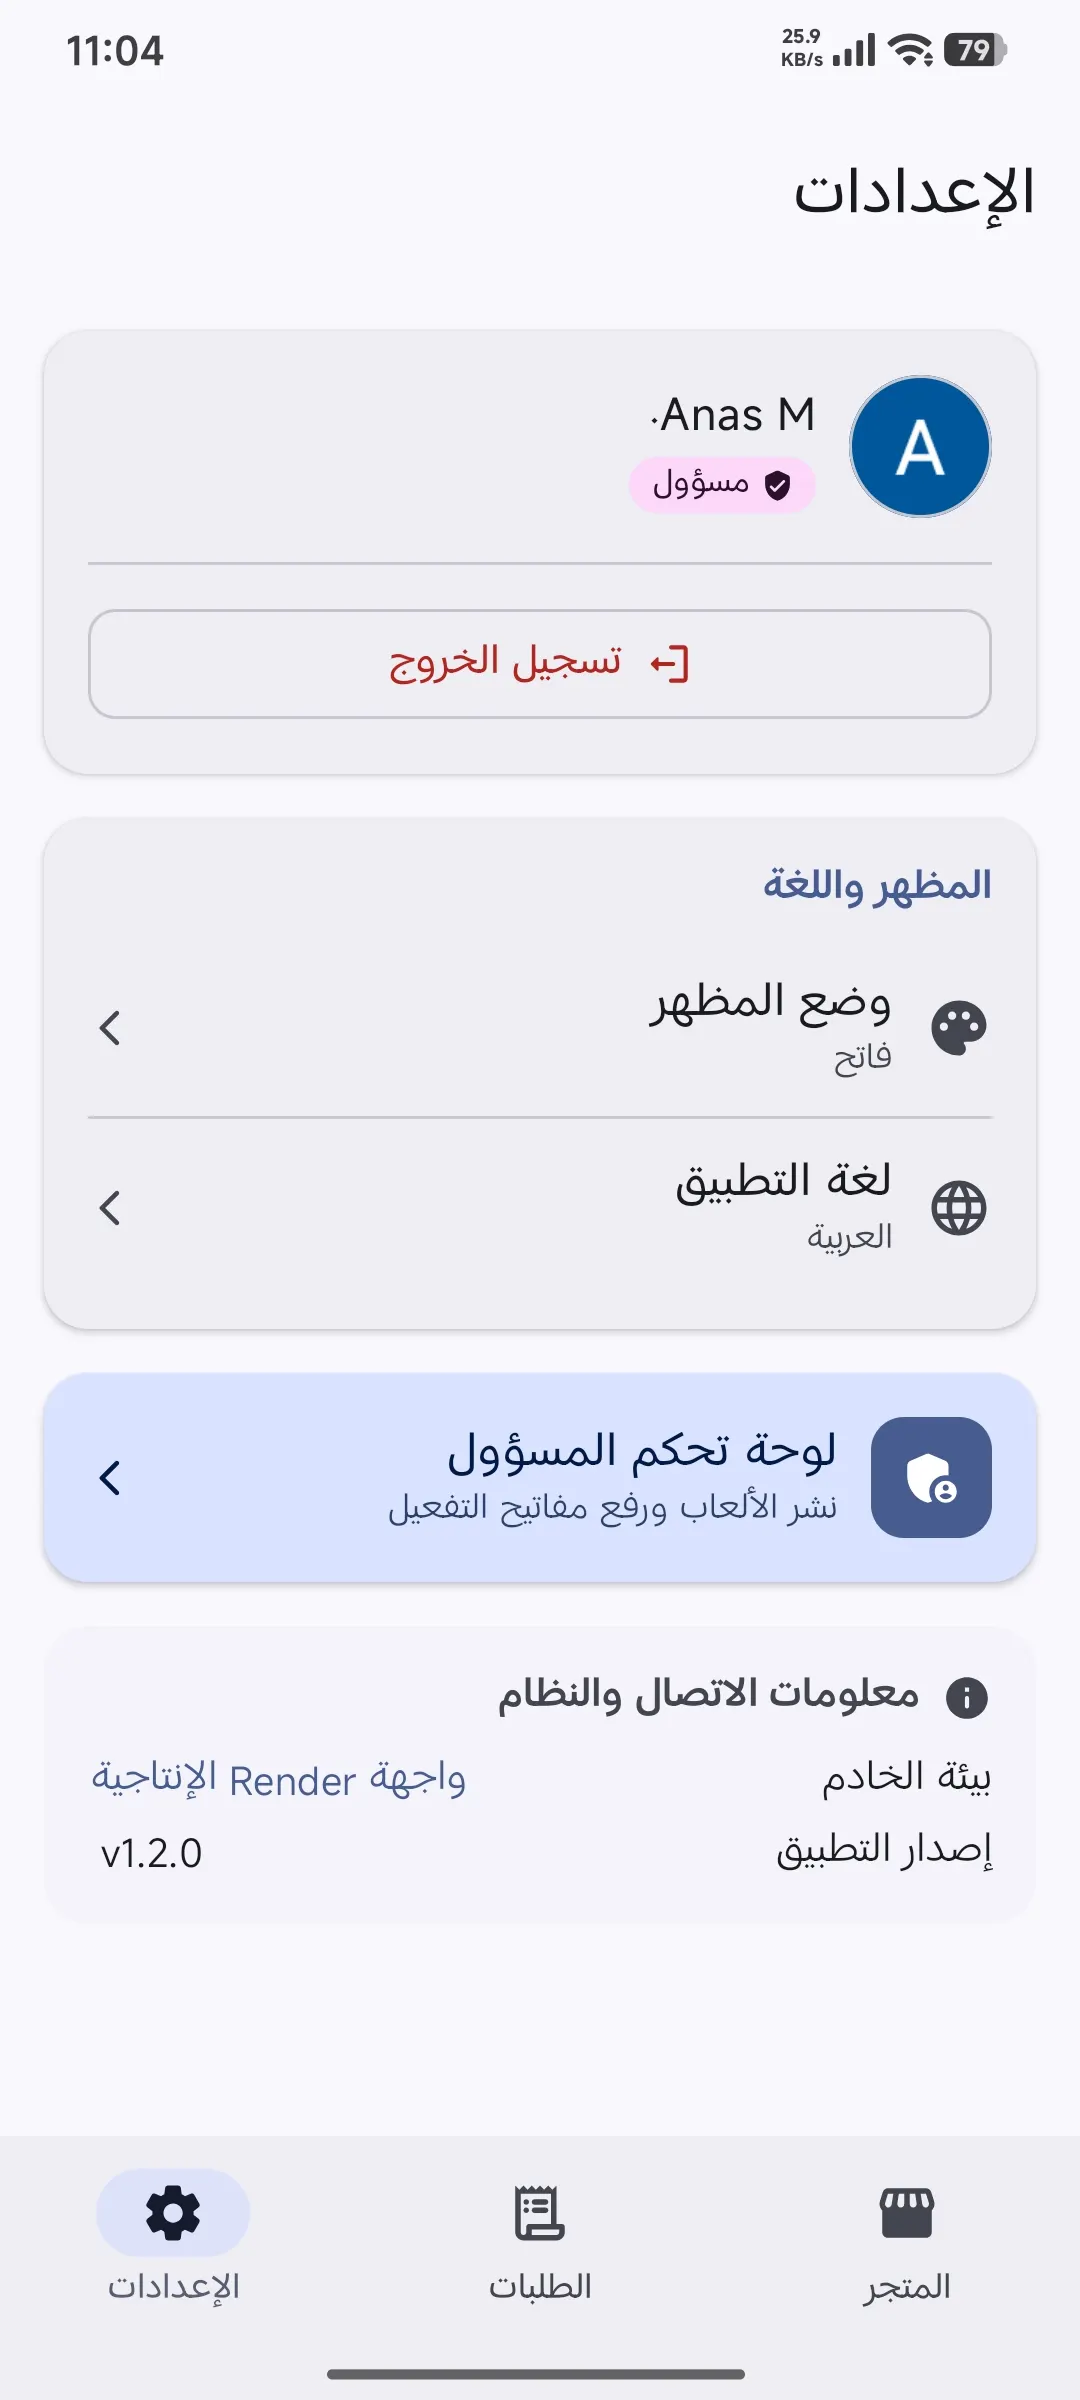 11:04
25.9
KB/s
79
الإعدادات
A
Anas M.
مسؤول
تسجيل الخروج
المظهر واللغة
وضع المظهر
فاتح
لغة التطبيق
العربية
لوحة تحكم المسؤول
نشر الألعاب ورفع مفاتيح التفعيل
معلومات الاتصال والنظام
بيئة الخادم
واجهة Render الإنتاجية
إصدار التطبيق
v1.2.0
المتجر
الطلبات
الإعدادات